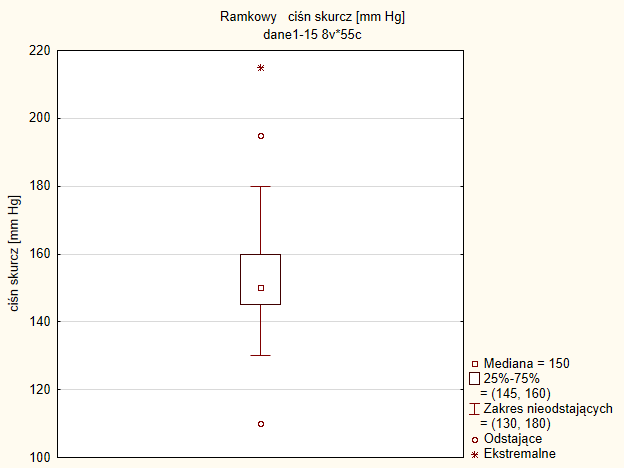 Ramkowy   ciśn skurcz [mm Hg]
dane1-15 8v*55c
220
200
180
160
140
120
100
ciśn skurcz [mm Hg]
Mediana = 150
25%-75%
= (145, 160)
Zakres nieodstających
= (130, 180)
Odstające
Ekstremalne